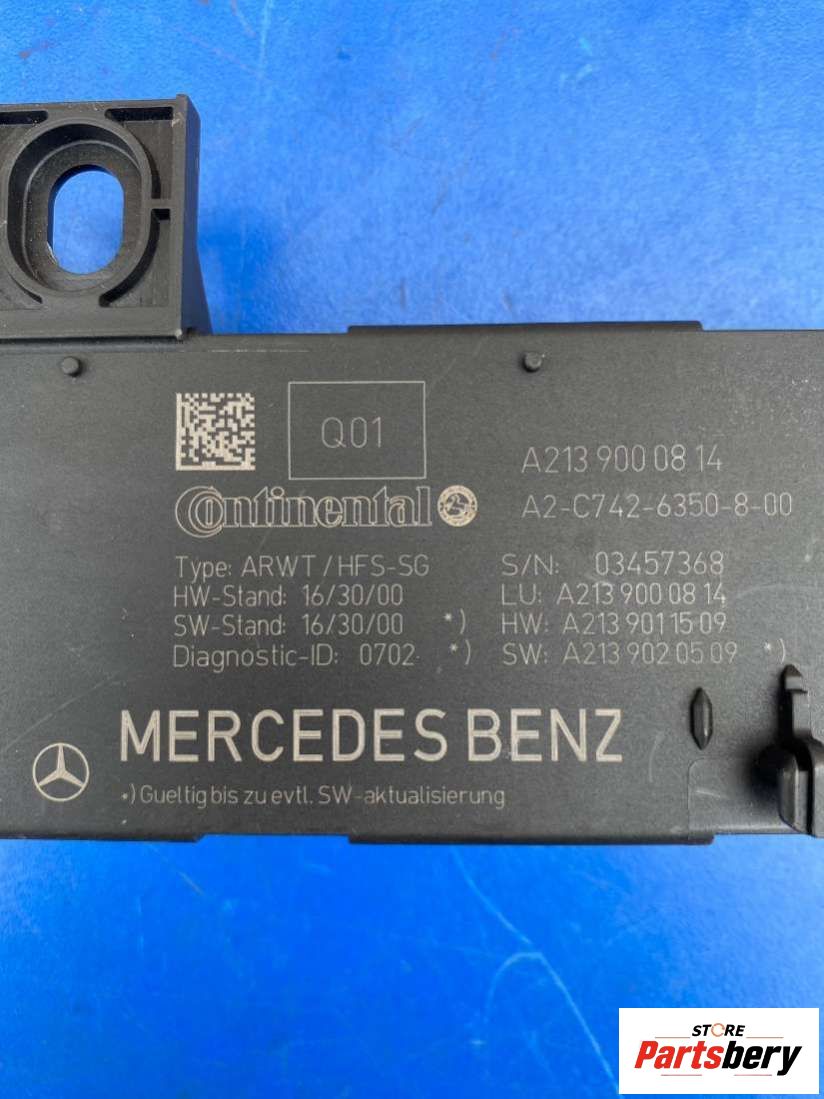 Q01
A213 900 08 14
Continental
A2-C742-6350-8-00
Type: ARWT/HFS-SG S/N: 03457368
HW-Stand: 16/30/00 LU: A213 900 08 14
SW-Stand: 16/30/00 *) HW: A213 901 15 09
Diagnostic-ID: 0702 *) SW: A213 902 05 09 *)
MERCEDES BENZ
*) Gueltig bis zu evtl. SW-aktualisierung
STORE
Partsbery